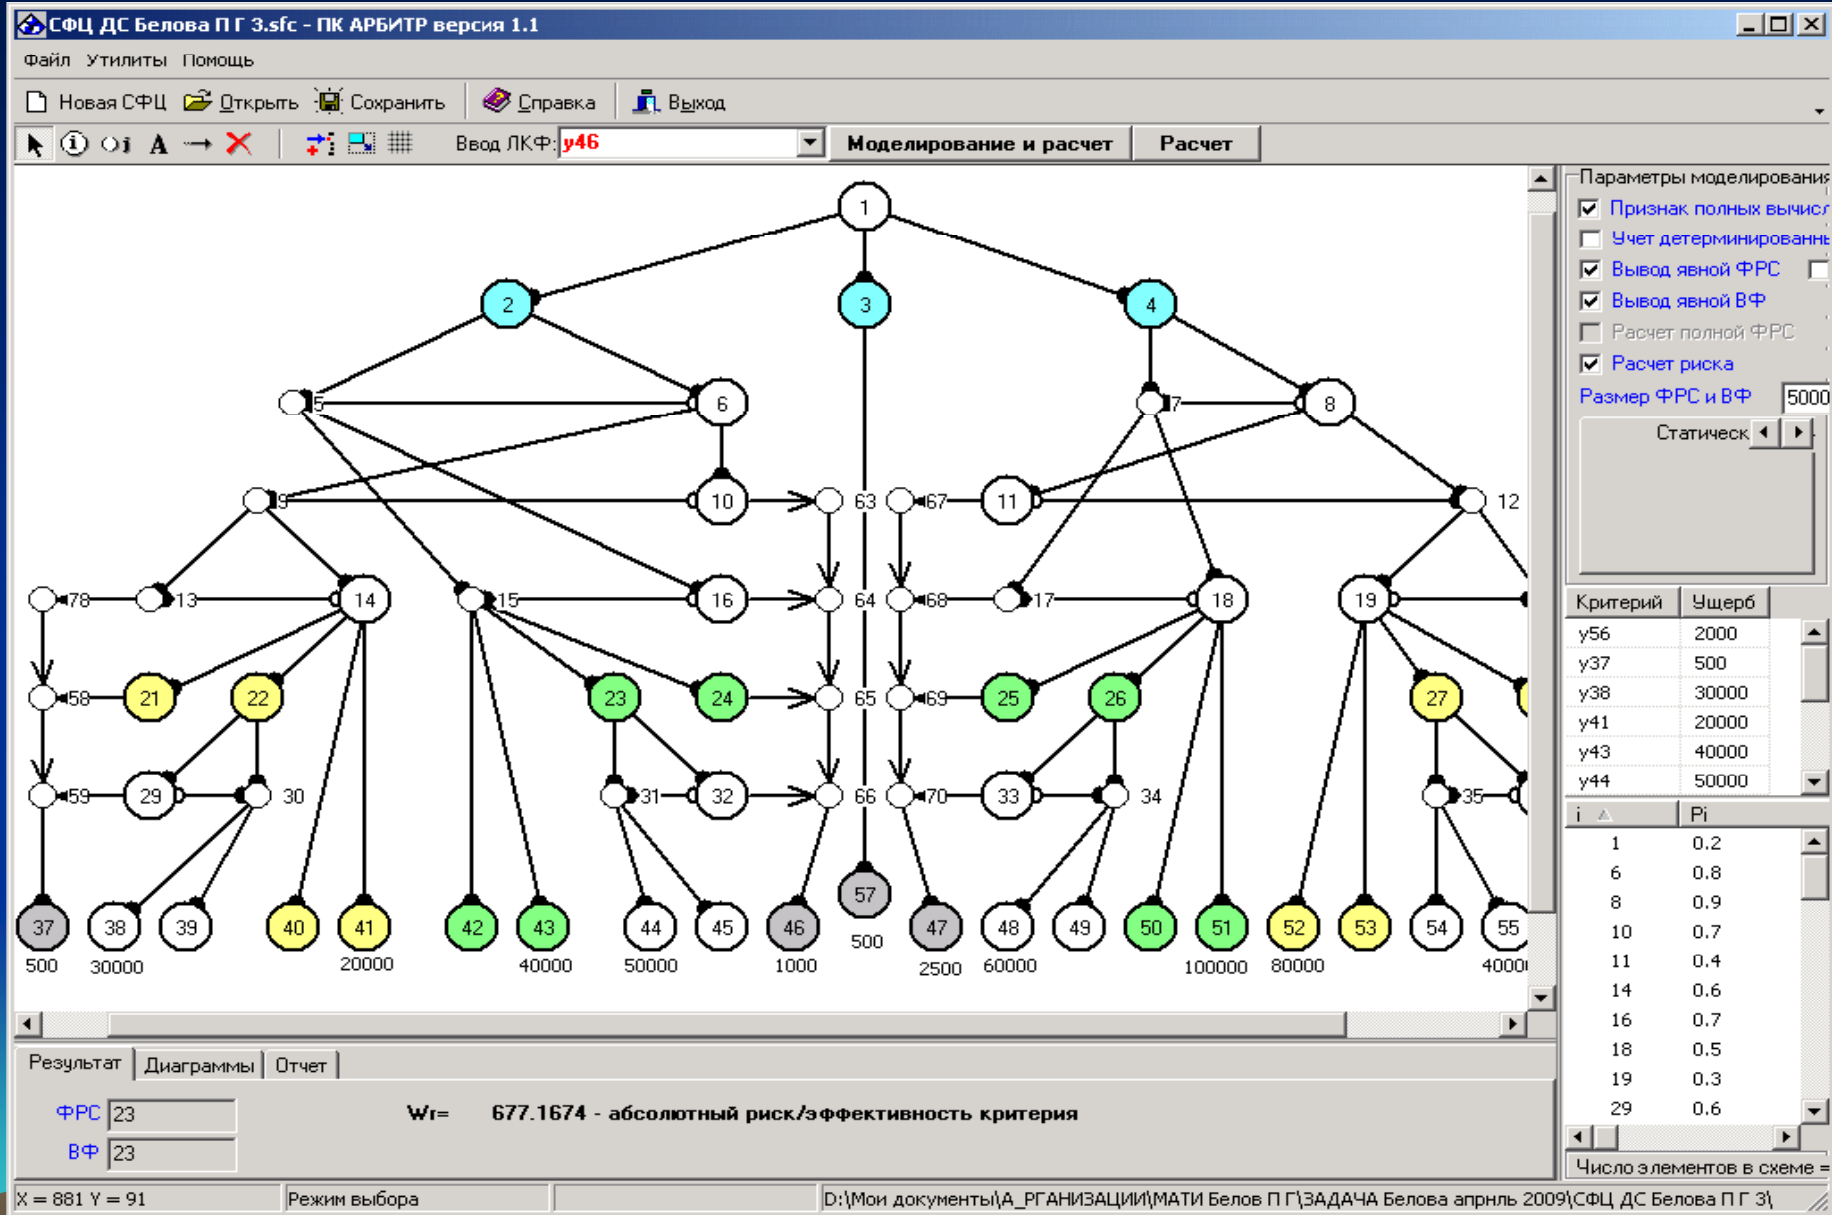 СФЦ ДС Белова П Г 3.sfc - ПК АРБИТР версия 1.1
Файл Утилиты Помощь
Новая СФЦ Открыть Сохранить Справка Выход
A Ввод ЛКФ: y46 Моделирование и расчет Расчет
1
2 3 4
5 6 7 8
9 10 63 67 11 12
78 13 14 15 16 64 68 17 18 19
58 21 22 23 24 65 69 25 26 27
59 29 30 31 32 66 70 33 34 35
57
37 38 39 40 41 42 43 44 45 46 500 47 48 49 50 51 52 53 54 55
500 30000 20000 40000 50000 1000 2500 60000 100000 80000
Параметры моделирования
Признак полных
Учет
Вывод явной ФРС
Вывод явной ВФ
Расчет полной ФРС
Расчет риска
Размер ФРС и ВФ 5000
Критерий Ущерб
y56 2000
y37 500
y38 30000
y41 20000
y43 40000
y44 50000
i Pi
1 0.2
6 0.8
8 0.9
10 0.7
11 0.4
14 0.6
16 0.7
18 0.5
19 0.3
29 0.6
Число элементов в схеме =
Результат Диаграммы Отчет
ФРС 23 Wr= 677.1674 - абсолютный риск/эффективность критерия
ВФ 23
X = 881 Y = 91 Режим выбора D:\Мои документы\А_РГАНИЗАЦИИ\МАТИ Белов П Г\ЗАДАЧА Белова апрнль 2009\СФЦ ДС Белова П Г 3\